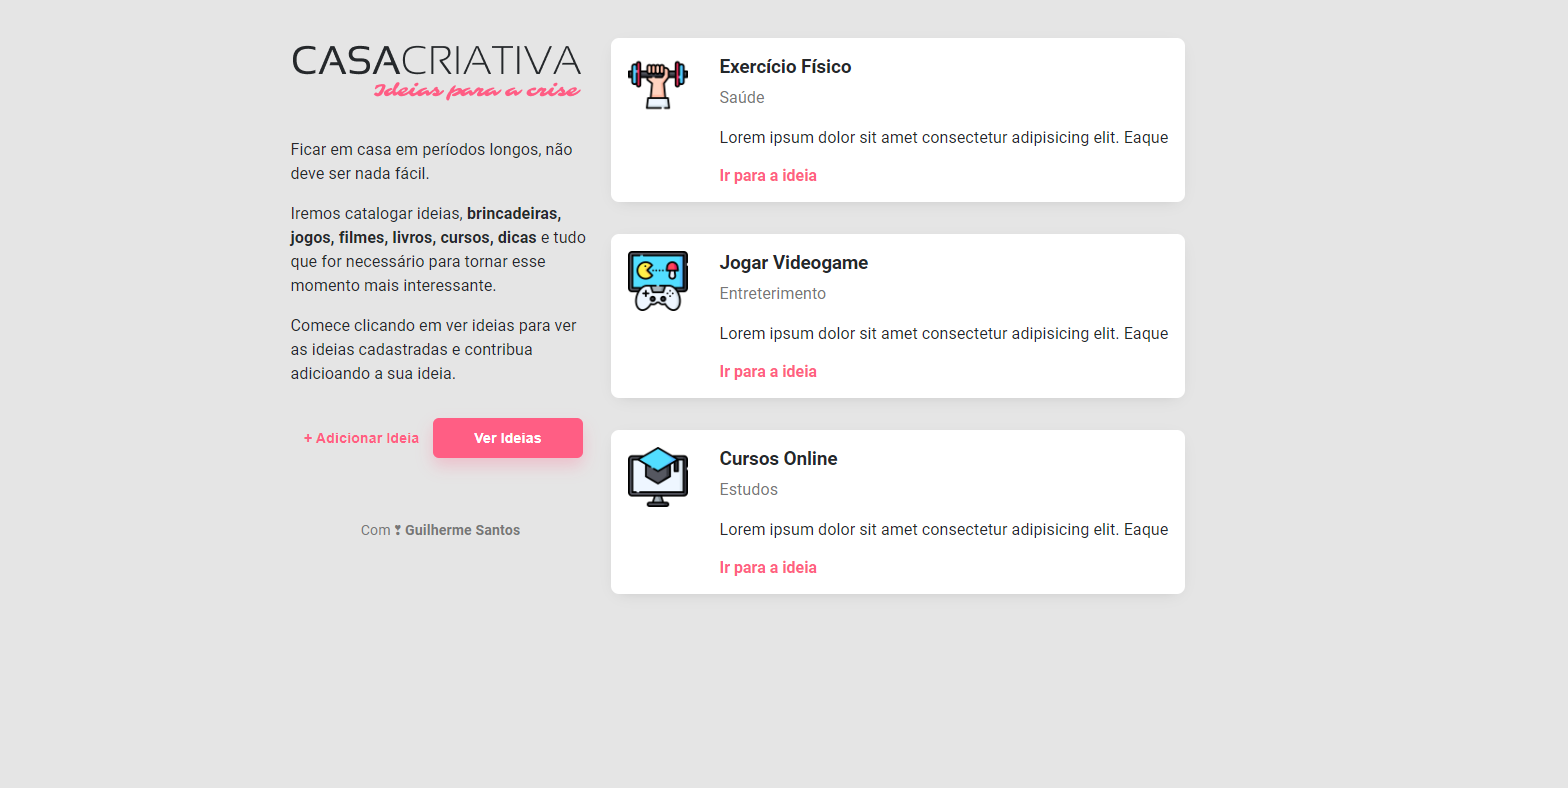 CASACRIATIVA
Ideias para a crise
Ficar em casa em períodos longos, não
deve ser nada fácil.
Iremos catalogar ideias, brincadeiras,
jogos, filmes, livros, cursos, dicas e tudo
que for necessário para tornar esse
momento mais interessante.
Comece clicando em ver ideias para ver
as ideias cadastradas e contribua
adicioando a sua ideia.
+ Adicionar Ideia
Ver Ideias
Com ❣ Guilherme Santos
Exercício Físico
Saúde
Lorem ipsum dolor sit amet consectetur adipisicing elit. Eaque
Ir para a ideia
Jogar Videogame
Entreterimento
Lorem ipsum dolor sit amet consectetur adipisicing elit. Eaque
Ir para a ideia
Cursos Online
Estudos
Lorem ipsum dolor sit amet consectetur adipisicing elit. Eaque
Ir para a ideia